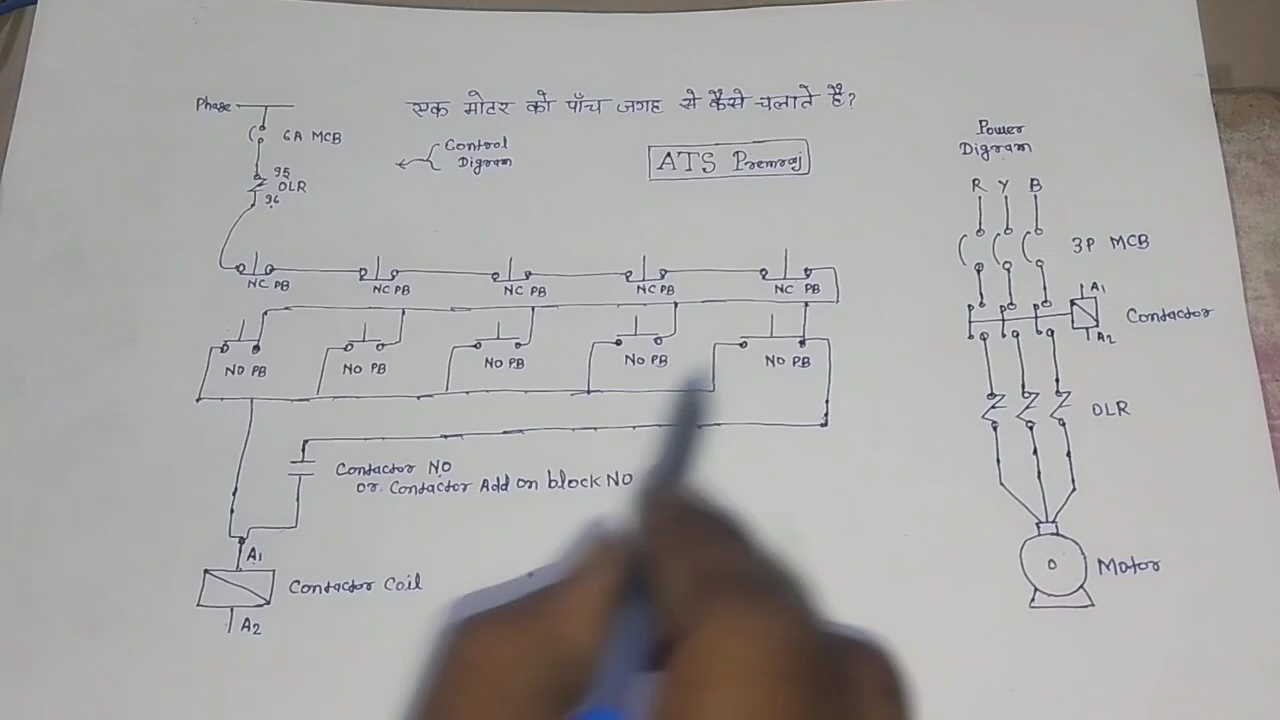 एक मोटर को पाँच जगह से कैसे चलाते है?
Phase
6A MCB
Control
Digram
ATS Premraj
95
OLR
96
NC PB
NC PB
NC PB
NC PB
NC PB
NO PB
NO PB
NO PB
NO PB
NO PB
Contactor NO
OR. Contactor Add on block NO
A1
Contactor Coil
A2
Power
Digram
R Y B
3P MCB
A1
Contactor
A2
OLR
Motor